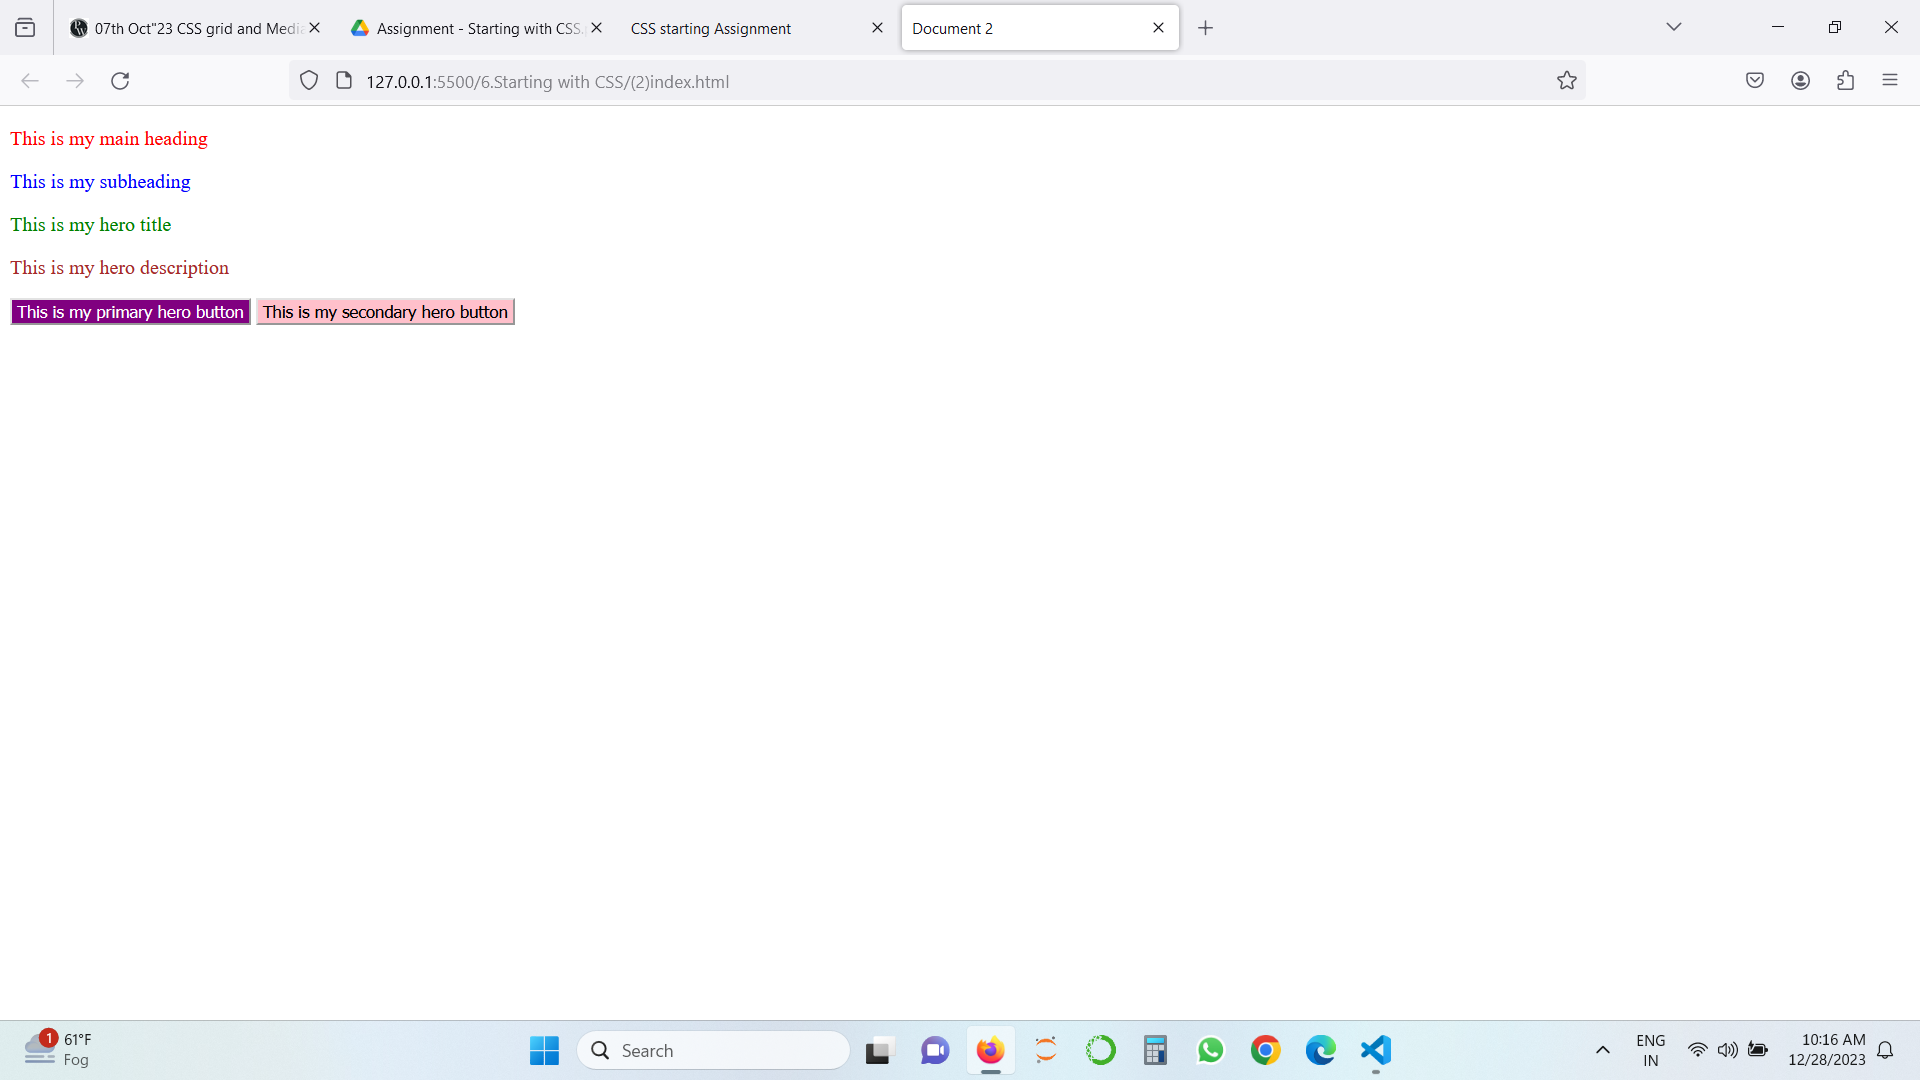 07th Oct"23 CSS grid and Media
Assignment - Starting with CSS.
CSS starting Assignment
Document 2
127.0.0.1:5500/6.Starting with CSS/(2)index.html
This is my main heading
This is my subheading
This is my hero title
This is my hero description
This is my primary hero button This is my secondary hero button
1
61°F
Fog
Search
ENG
IN
10:16 AM
12/28/2023